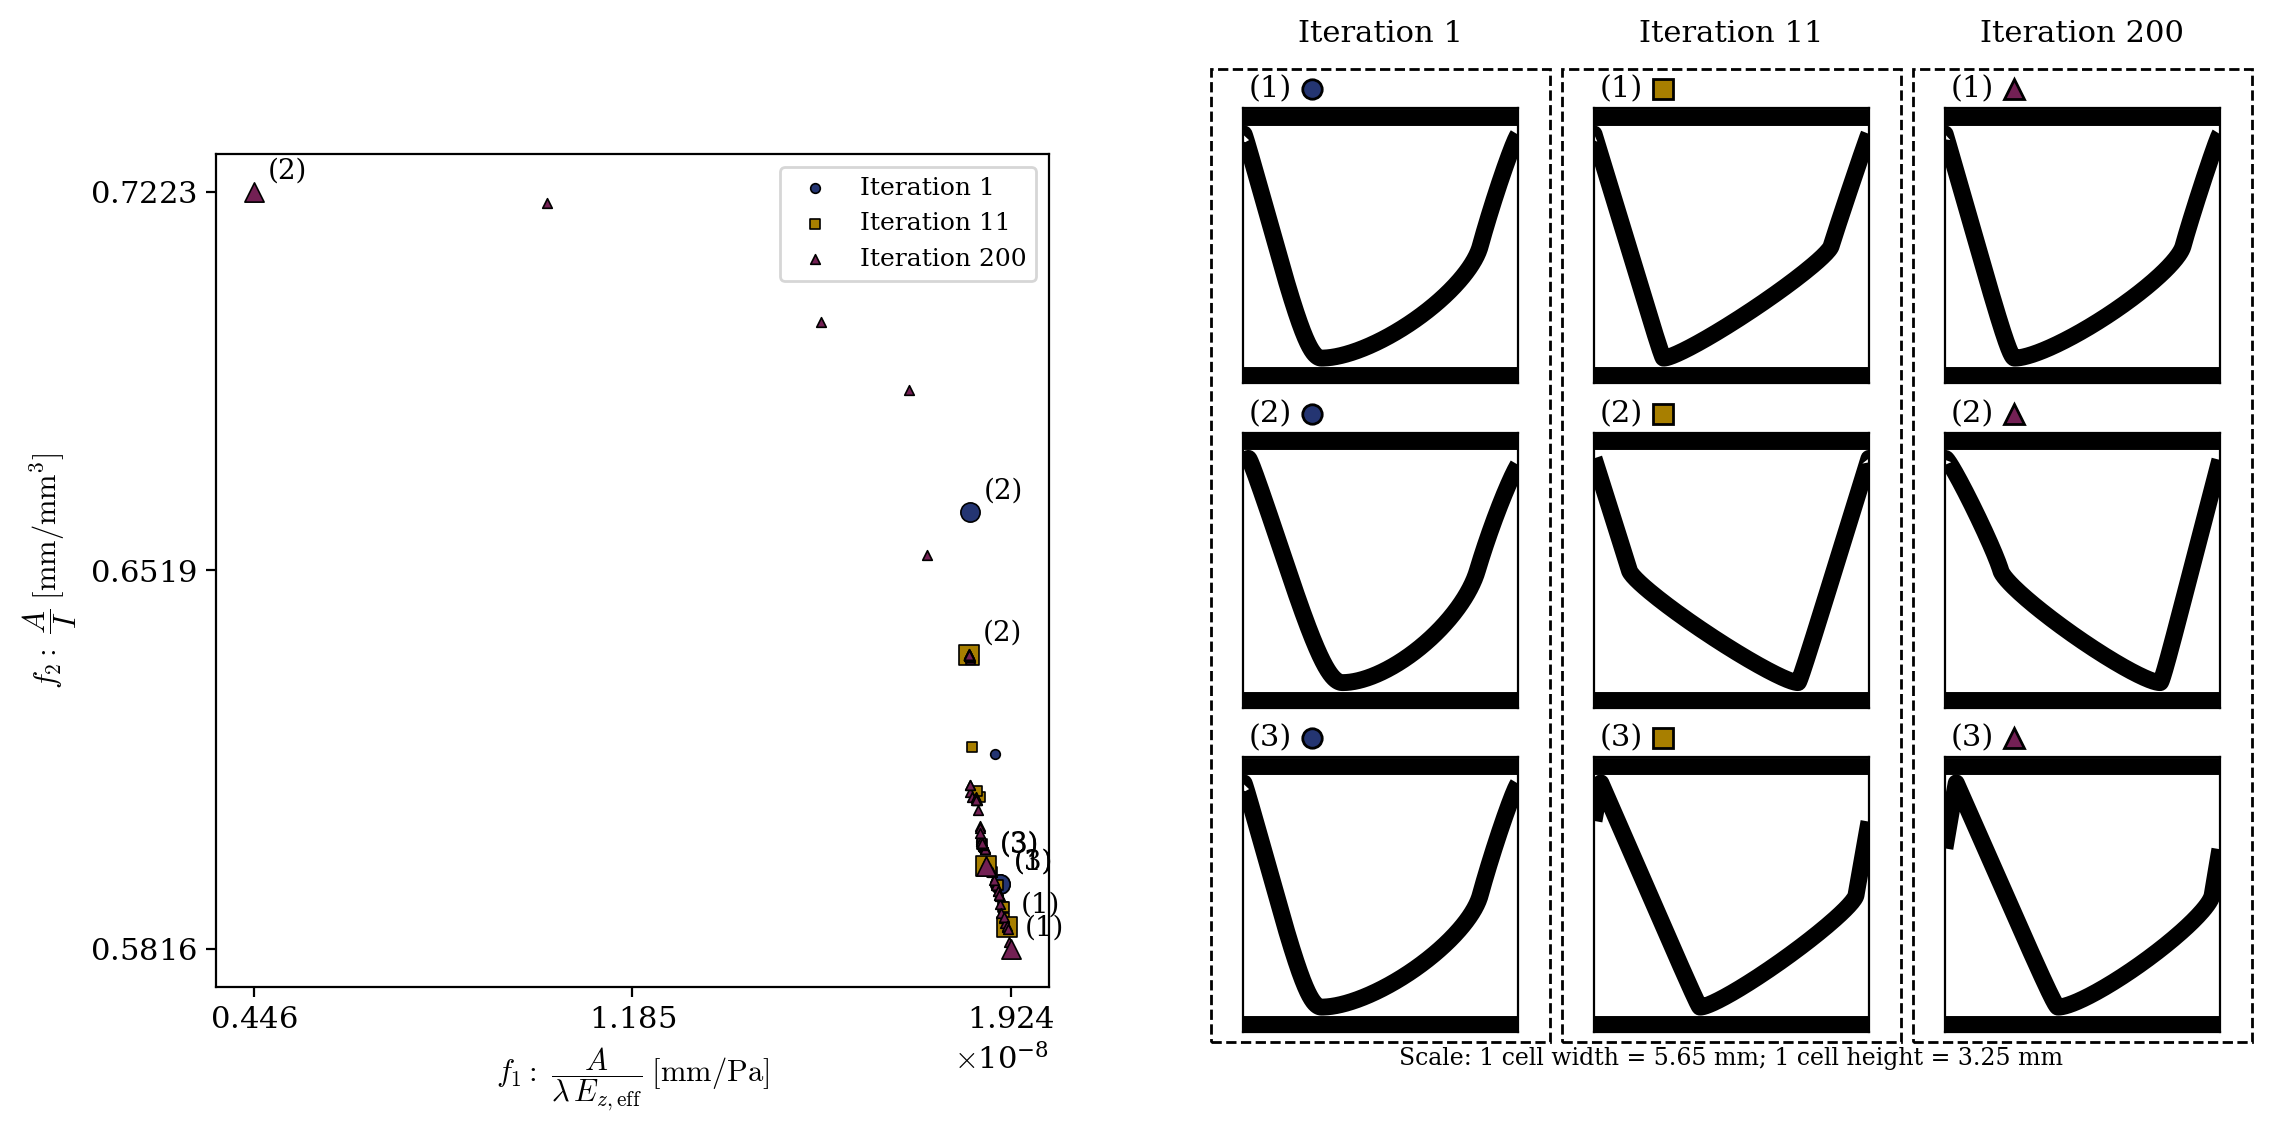 Iteration 1 Iteration 11 Iteration 200
(1) (1) (1)
(2) (2) (2)
(3) (3) (3)
Scale: 1 cell width = 5.65 mm; 1 cell height = 3.25 mm
0.7223
0.6519
0.5816
f₂ : A/I [mm/mm³]
(2)
Iteration 1
Iteration 11
Iteration 200
(2)
(2)
(3)
(3)
(1)
(1)
0.446 1.185 1.924
×10⁻⁸
f₁ : A/(λ E_z,eff) [mm/Pa]